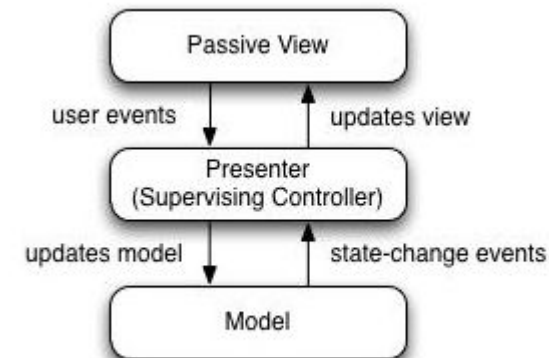 Passive View
user events
updates view
Presenter
(Supervising Controller)
updates model
state-change events
Model